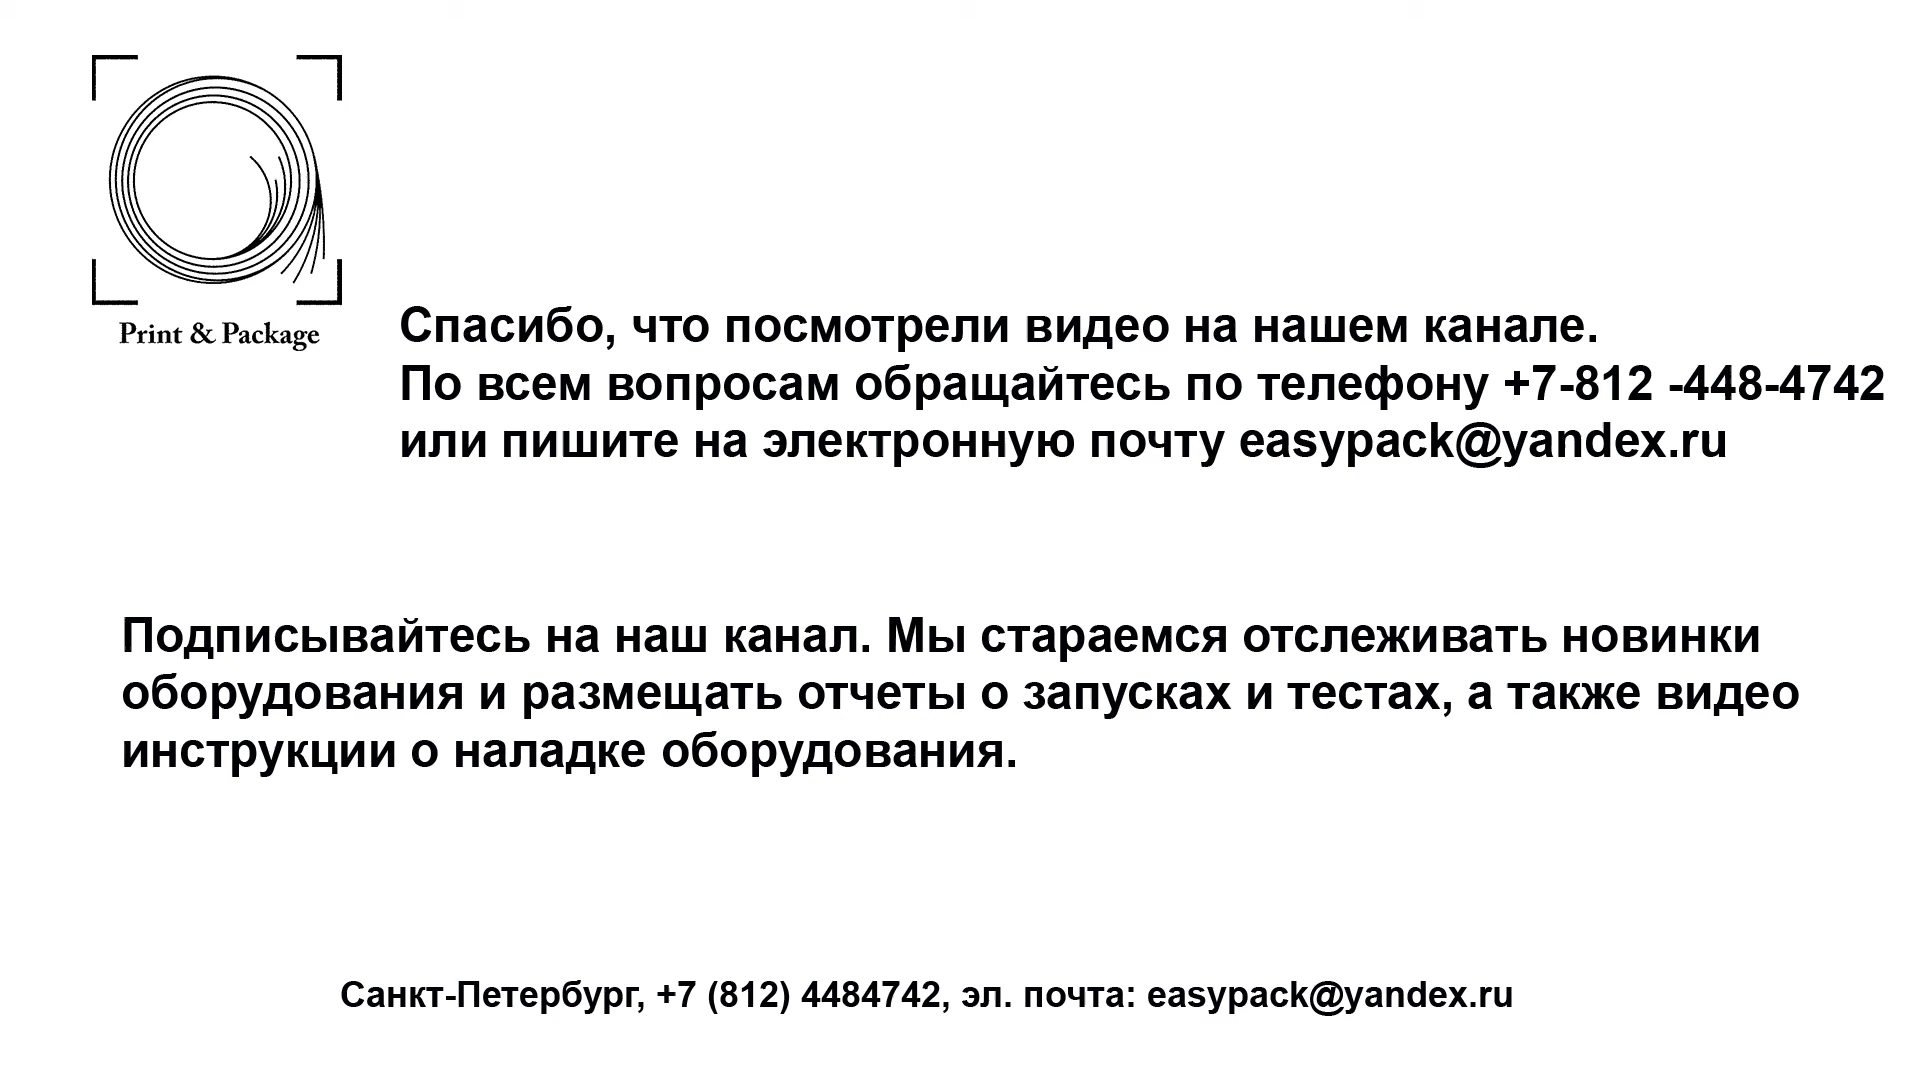 Print & Package
Спасибо, что посмотрели видео на нашем канале.
По всем вопросам обращайтесь по телефону +7-812 -448-4742
или пишите на электронную почту easypack@yandex.ru
Подписывайтесь на наш канал. Мы стараемся отслеживать новинки
оборудования и размещать отчеты о запусках и тестах, а также видео
инструкции о наладке оборудования.
Санкт-Петербург, +7 (812) 4484742, эл. почта: easypack@yandex.ru